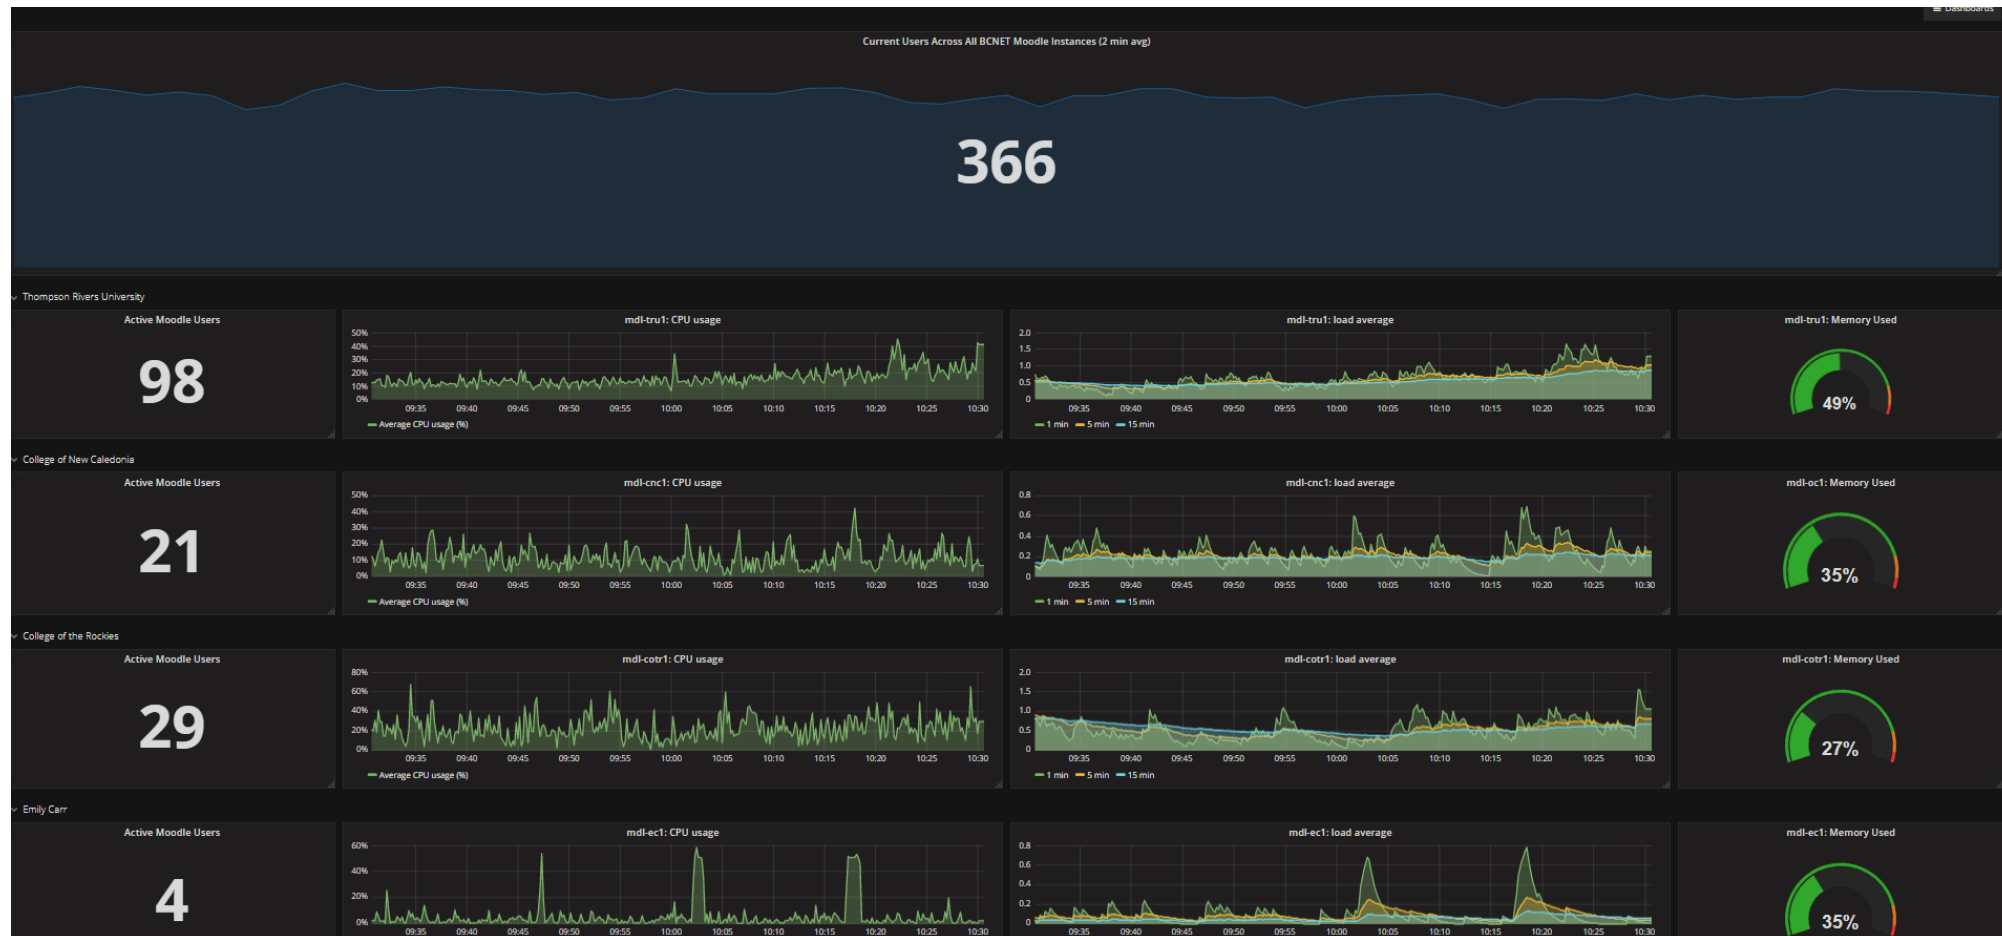 ≡ Dashboards
Current Users Across All BCNET Moodle Instances (2 min avg)
366
Thompson Rivers University
Active Moodle Users
98
mdl-tru1: CPU usage
50%
40%
30%
20%
10%
0%
09:35 09:40 09:45 09:50 09:55 10:00 10:05 10:10 10:15 10:20 10:25 10:30
Average CPU usage (%)
mdl-tru1: load average
2.0
1.5
1.0
0.5
0
09:35 09:40 09:45 09:50 09:55 10:00 10:05 10:10 10:15 10:20 10:25 10:30
1 min 5 min 15 min
mdl-tru1: Memory Used
49%
College of New Caledonia
Active Moodle Users
21
mdl-cnc1: CPU usage
50%
40%
30%
20%
10%
0%
09:35 09:40 09:45 09:50 09:55 10:00 10:05 10:10 10:15 10:20 10:25 10:30
Average CPU usage (%)
mdl-cnc1: load average
0.8
0.6
0.4
0.2
0
09:35 09:40 09:45 09:50 09:55 10:00 10:05 10:10 10:15 10:20 10:25 10:30
1 min 5 min 15 min
mdl-oc1: Memory Used
35%
College of the Rockies
Active Moodle Users
29
mdl-cotr1: CPU usage
80%
60%
40%
20%
0%
09:35 09:40 09:45 09:50 09:55 10:00 10:05 10:10 10:15 10:20 10:25 10:30
Average CPU usage (%)
mdl-cotr1: load average
2.0
1.5
1.0
0.5
0
09:35 09:40 09:45 09:50 09:55 10:00 10:05 10:10 10:15 10:20 10:25 10:30
1 min 5 min 15 min
mdl-cotr1: Memory Used
27%
Emily Carr
Active Moodle Users
4
mdl-ec1: CPU usage
60%
40%
20%
0%
09:35 09:40 09:45 09:50 09:55 10:00 10:05 10:10 10:15 10:20 10:25 10:30
mdl-ec1: load average
0.8
0.6
0.4
0.2
0
09:35 09:40 09:45 09:50 09:55 10:00 10:05 10:10 10:15 10:20 10:25 10:30
mdl-ec1: Memory Used
35%